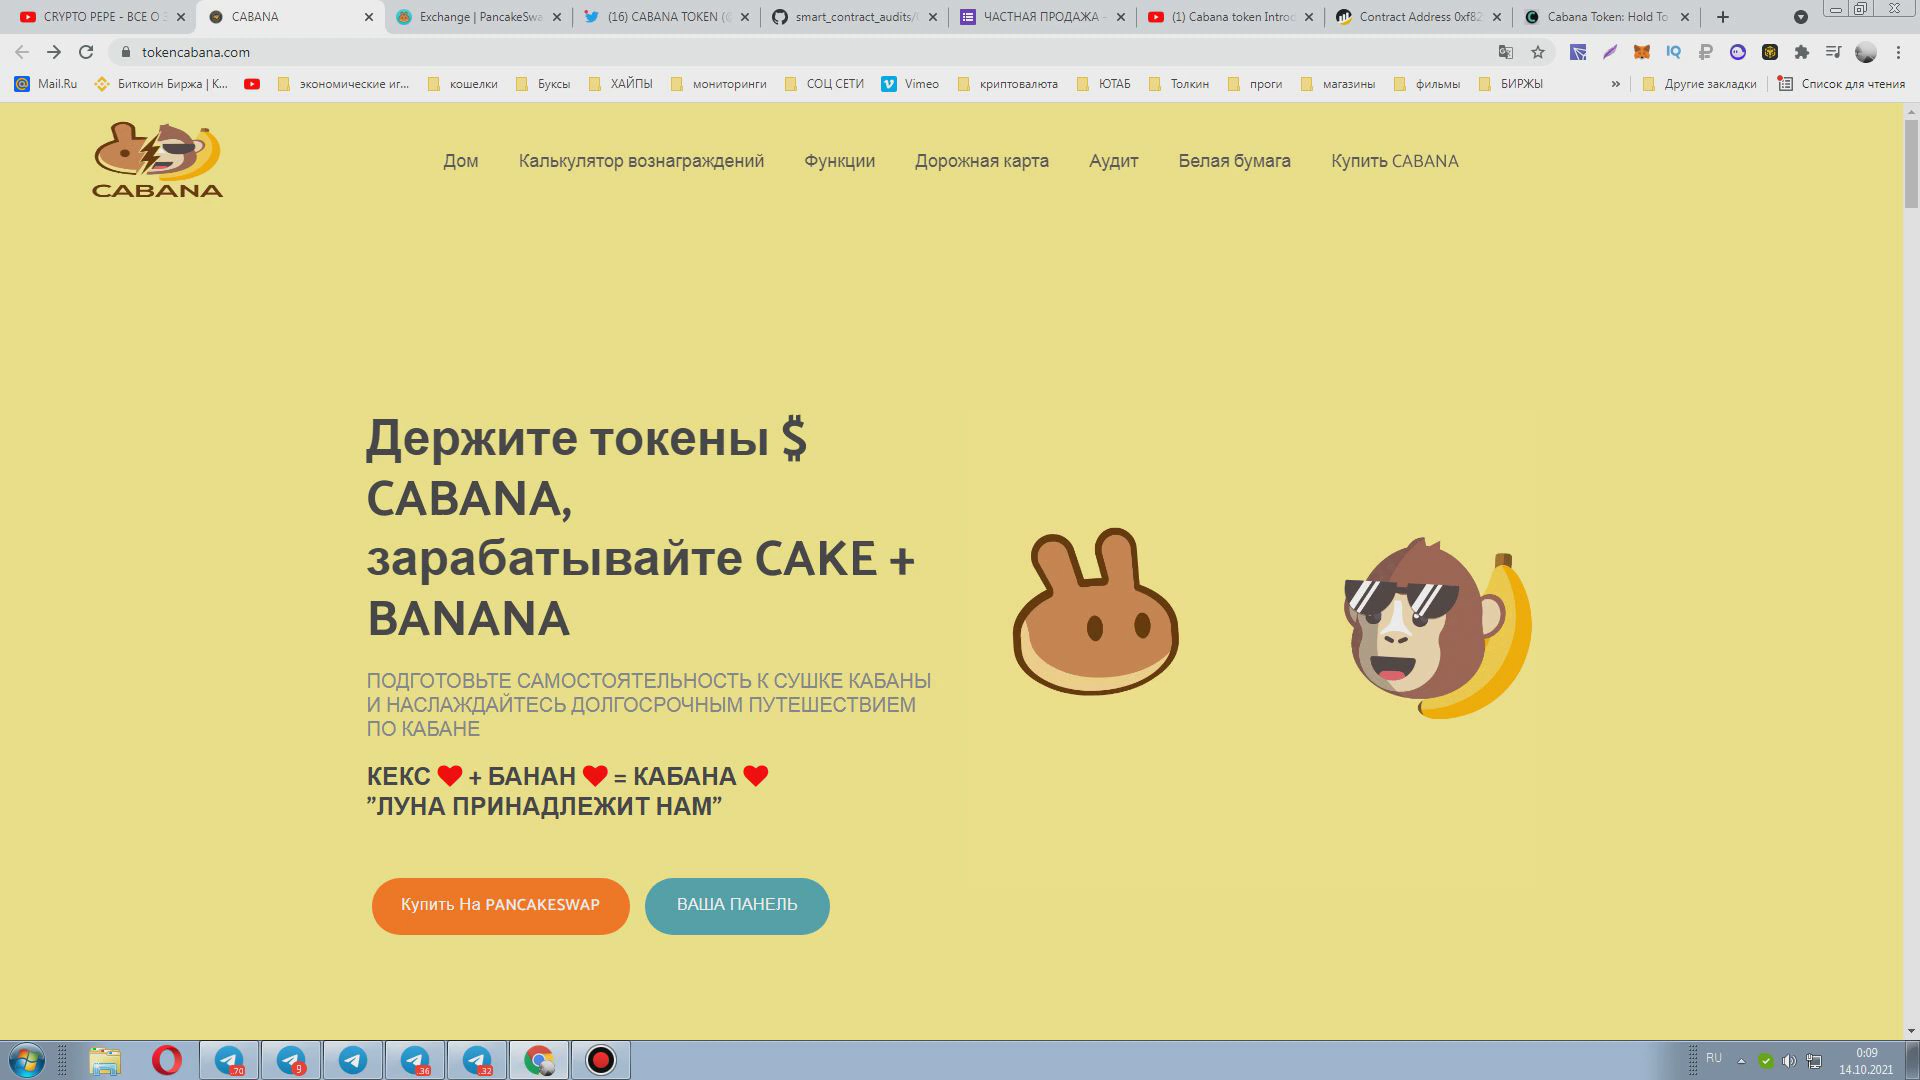 CRYPTO PEPE - ВСЕ О
CABANA
Exchange | PancakeSwa
(16) CABANA TOKEN (@
smart_contract_audits/
ЧАСТНАЯ ПРОДАЖА -
(1) Cabana token Introd
Contract Address 0xf82
Cabana Token: Hold To
tokencabana.com
Mail.Ru
Биткоин Биржа | К...
экономические иг...
кошелки
Буксы
ХАЙПЫ
мониторинги
СОЦ СЕТИ
Vimeo
криптовалюта
ЮТАБ
Толкин
проги
магазины
фильмы
БИРЖЫ
»
Другие закладки
Список для чтения
CABANA
Дом
Калькулятор вознаграждений
Функции
Дорожная карта
Аудит
Белая бумага
Купить CABANA
Держите токены $
CABANA,
зарабатывайте CAKE +
BANANA
ПОДГОТОВЬТЕ САМОСТОЯТЕЛЬНОСТЬ К СУШКЕ КАБАНЫ
И НАСЛАЖДАЙТЕСЬ ДОЛГОСРОЧНЫМ ПУТЕШЕСТВИЕМ
ПО КАБАНЕ
КЕКС ❤ + БАНАН ❤ = КАБАНА ❤
”ЛУНА ПРИНАДЛЕЖИТ НАМ”
Купить На PANCAKESWAP
ВАША ПАНЕЛЬ
.70
9
.36
.32
RU
0:09
14.10.2021